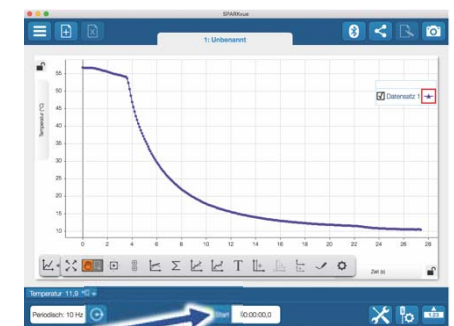 SPARKvue
1: Unbenannt
Datensatz 1
Temperatur (°C)
55
50
45
40
35
30
25
20
15
10
0 2 4 6 8 10 12 14 16 18 20 22 24 26 28
Zeit (s)
Temperatur 11,9 °C
Periodisch: 10 Hz
Start
00:00:00,0